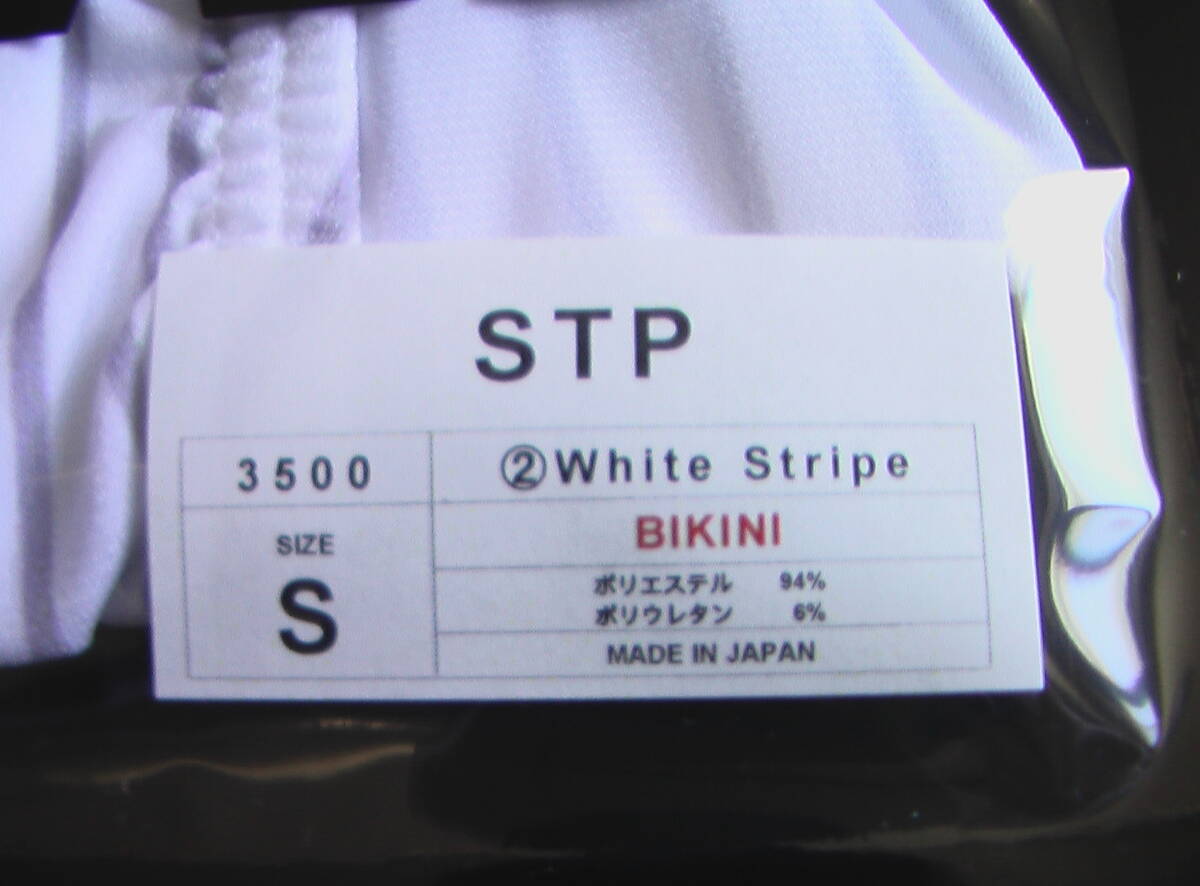 STP
3500
②White Stripe
SIZE
S
BIKINI
ポリエステル 94%
ポリウレタン 6%
MADE IN JAPAN